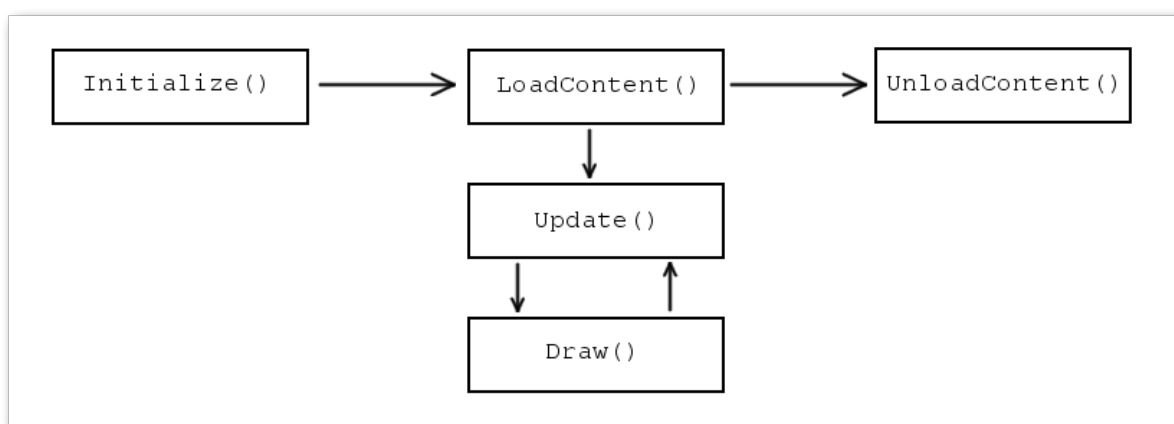 Initialize()
LoadContent()
UnloadContent()
Update()
Draw()